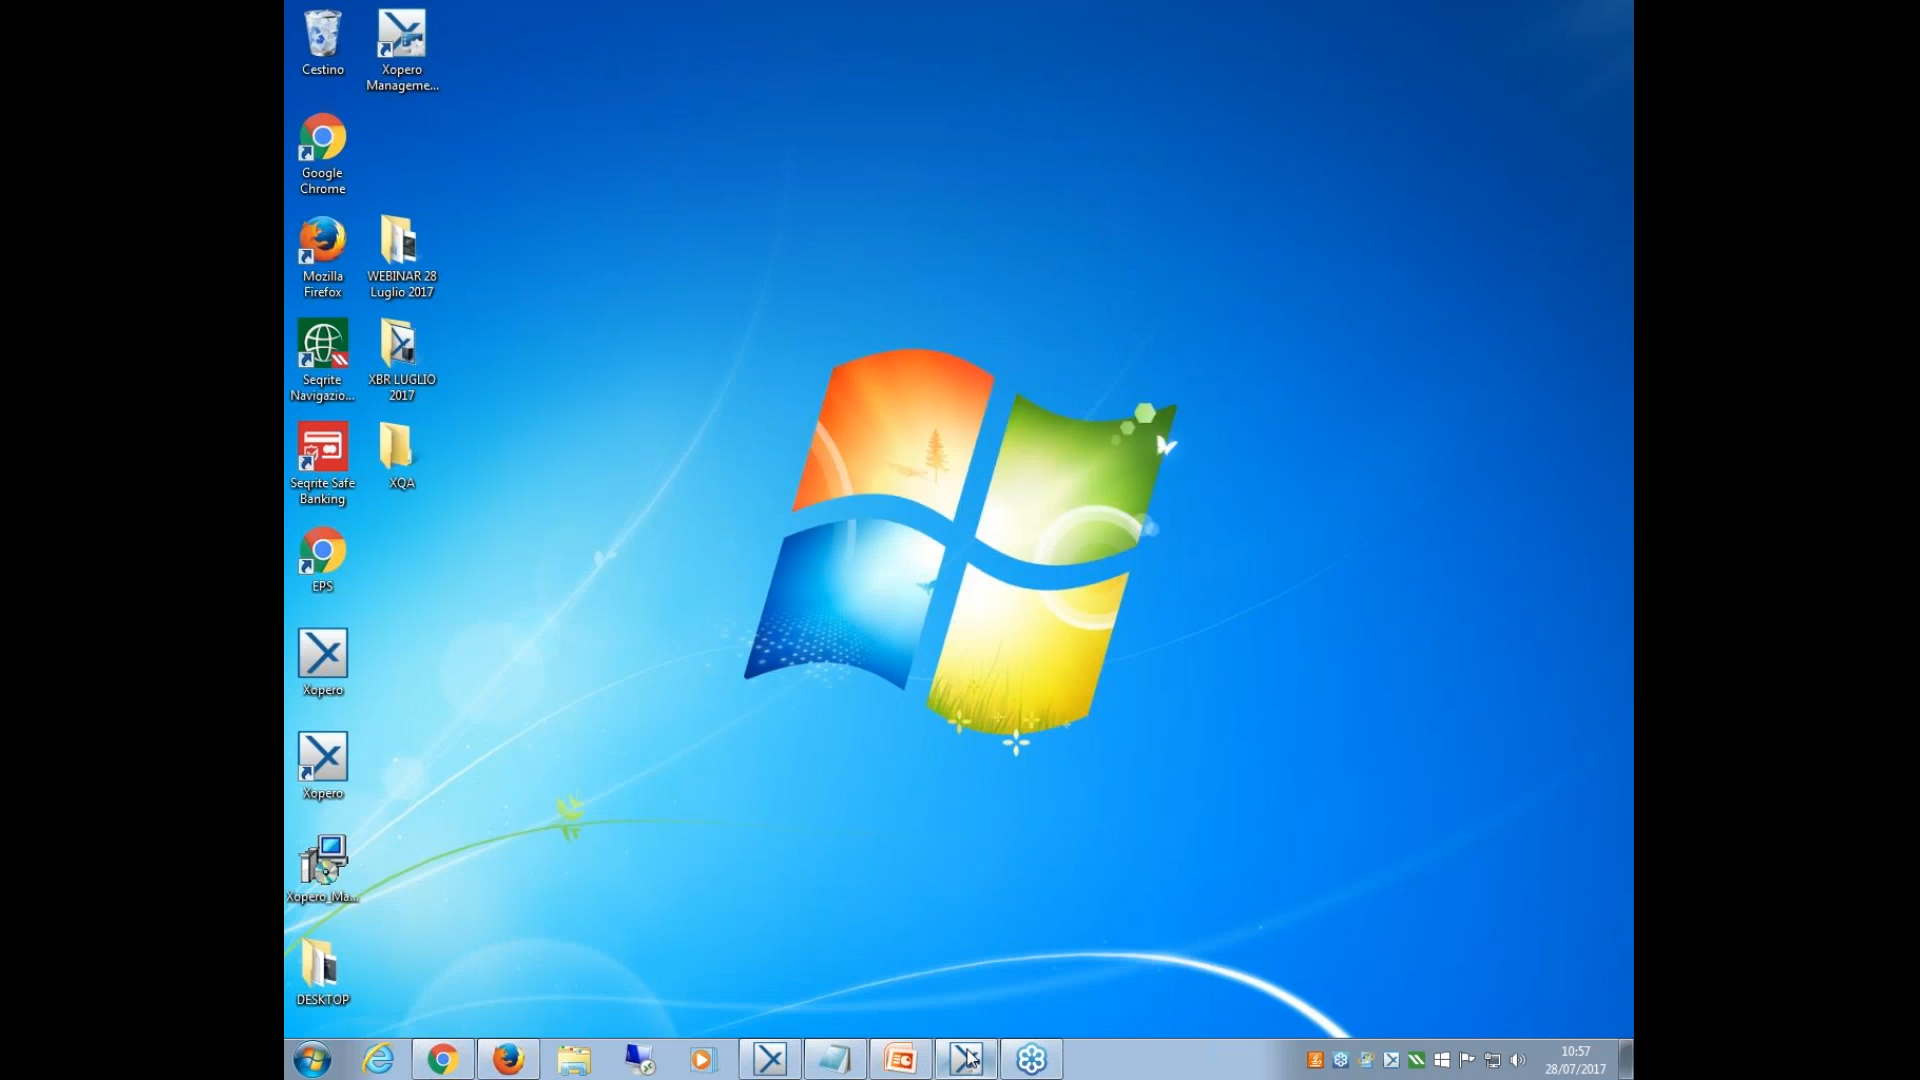 Cestino
Xopero
Manageme...
Google
Chrome
Mozilla
Firefox
WEBINAR 28
Luglio 2017
Seqrite
Navigazio...
XBR LUGLIO
2017
Seqrite Safe
Banking
XQA
EPS
Xopero
Xopero
Xopero_Ma...
DESKTOP
10:57
28/07/2017